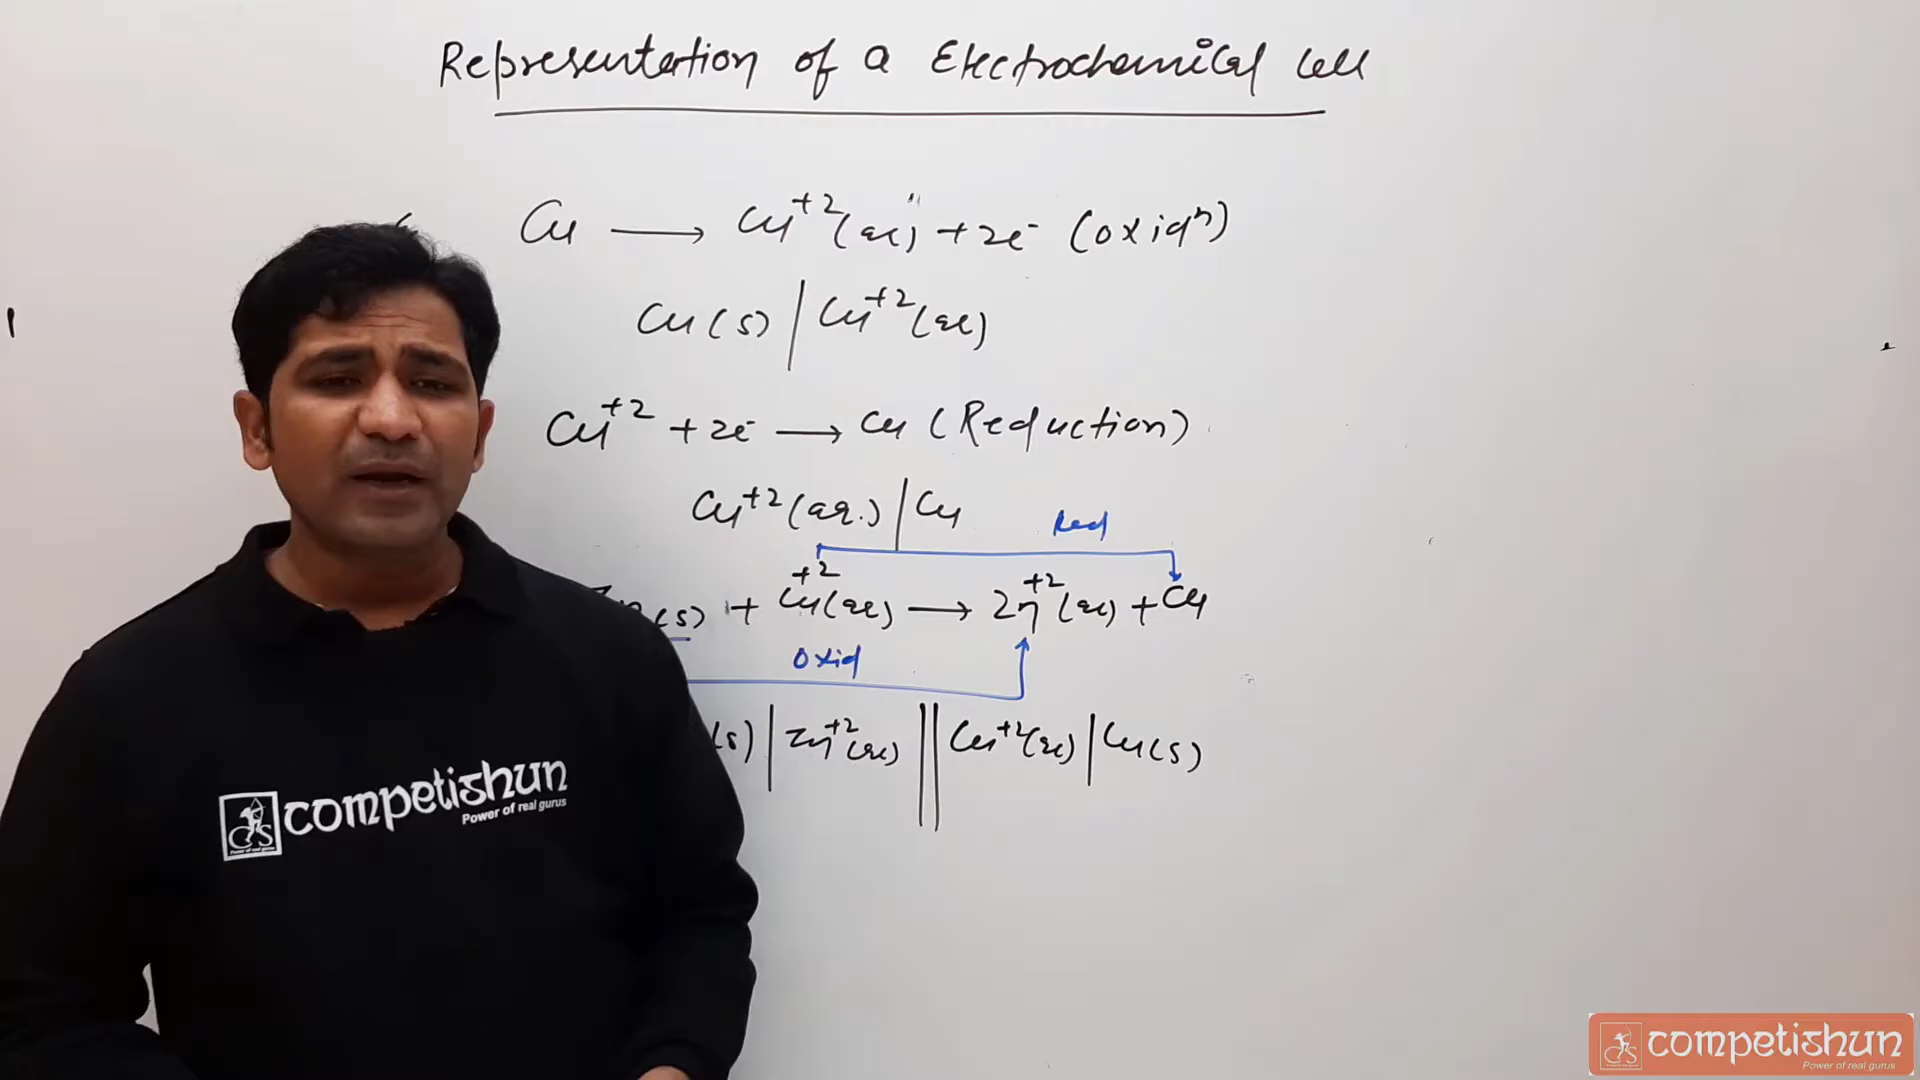 Representation of a Electrochemical Cell
Cu ⟶ Cu⁺²(aq) + 2e⁻ (oxidⁿ)
Cu(s) | Cu⁺²(aq)
Cu⁺² + 2e⁻ ⟶ Cu (Reduction)
Cu⁺²(aq.) | Cu
Red
(s) + Cu⁺²(aq) ⟶ Zn⁺²(aq) + Cu
Oxid
(s) | Zn⁺²(aq) || Cu⁺²(aq) | Cu(s)
competishun
Power of real gurus
competishun
Power of real gurus